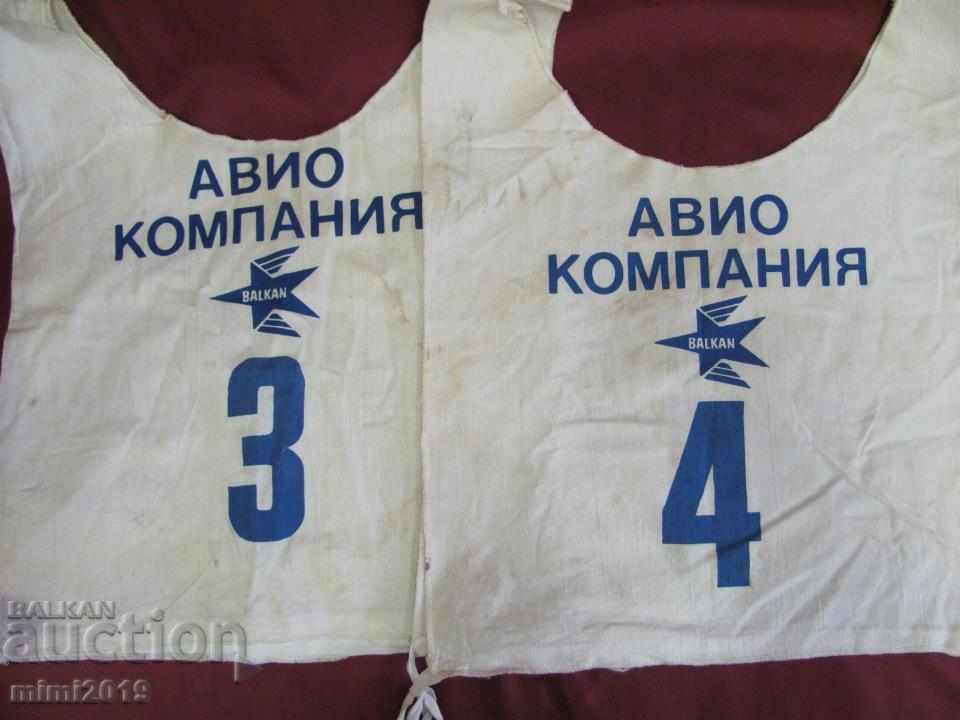 АВИО
КОМПАНИЯ
BALKAN
3
АВИО
КОМПАНИЯ
BALKAN
4
BALKAN
auction
mimi2019